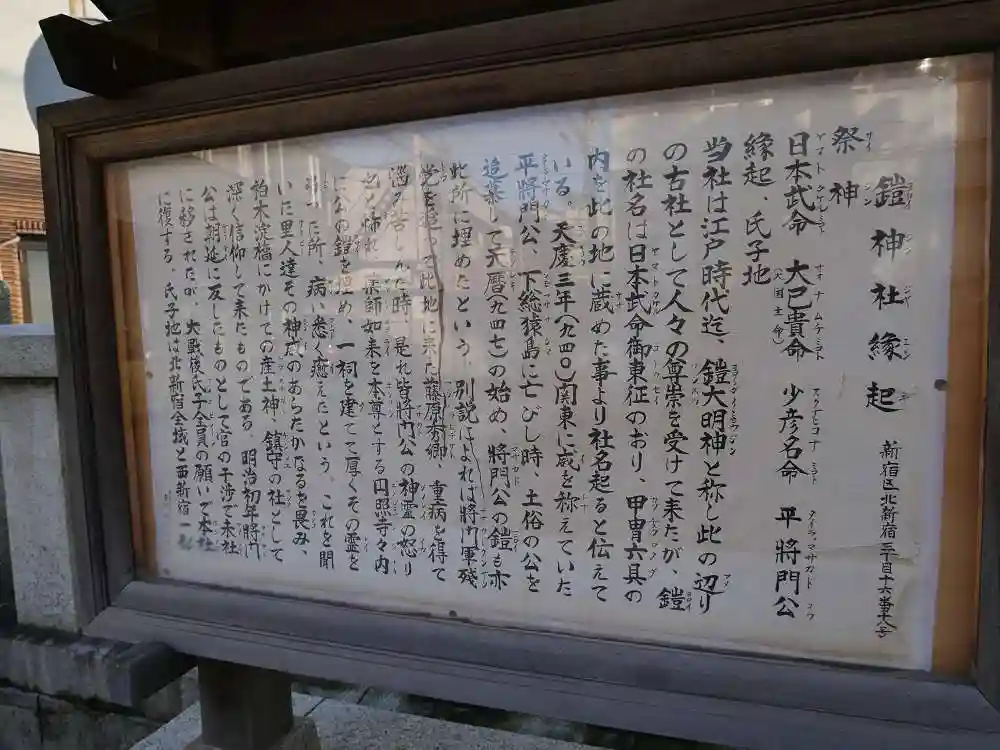 鎧神社縁起
新宿区北新宿三丁目十六番十八号
祭神
日本武命 大己貴命(大国主命) 少彦名命 平將門公
縁起、氏子地
当社は江戸時代迄、鎧大明神と称し此の辺り
の古社として人々の尊崇を受けて来たが、鎧
の社名は日本武命御東征のおり、甲冑六具の
内を此の地に蔵めた事より社名起ると伝えて
いる。天慶三年(九四〇)関東に威を称えていた
平將門公、下総猿島に亡びし時、土俗の公を
追慕して天暦(九四七)の始め、將門公の鎧も亦
此所に埋めたという。別説によれば將門軍残
党を追って此地に来た藤原秀郷、重病を得て
悩み苦しんだ時 是れ皆將門公の神霊の怒り
也と怖れ、薬師如来を本尊とする円照寺々内
に公の鎧を埋め、一祠を建てて厚くその霊を
した所、病い悉く癒えたという。これを聞
いた里人達その神威のあらたかなるを畏み、
柏木淀橋にかけての産土神、鎮守の社として
深く信仰して来たものである。明治初年將門
公は朝廷に反したものとして官の干渉で末社
に移されたが、大戦後氏子全員の願いで本社
に復する。氏子地は北新宿全域と西新宿一